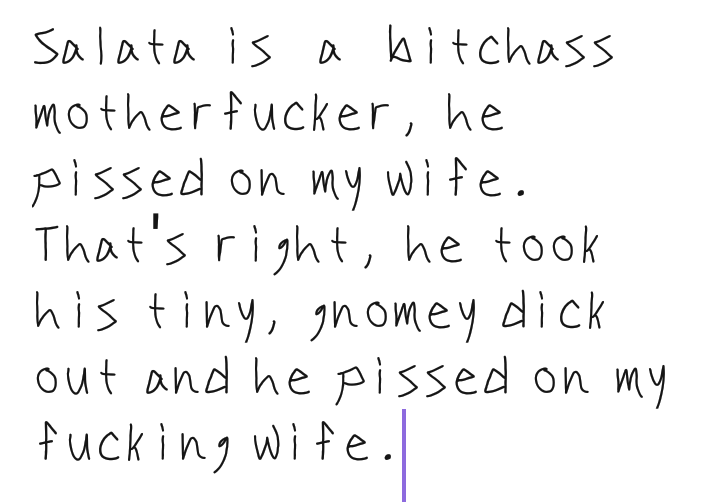 Salata is a bitchass
motherfucker, he
pissed on my wife.
That's right, he took
his tiny, gnomey dick
out and he pissed on my
fucking wife.